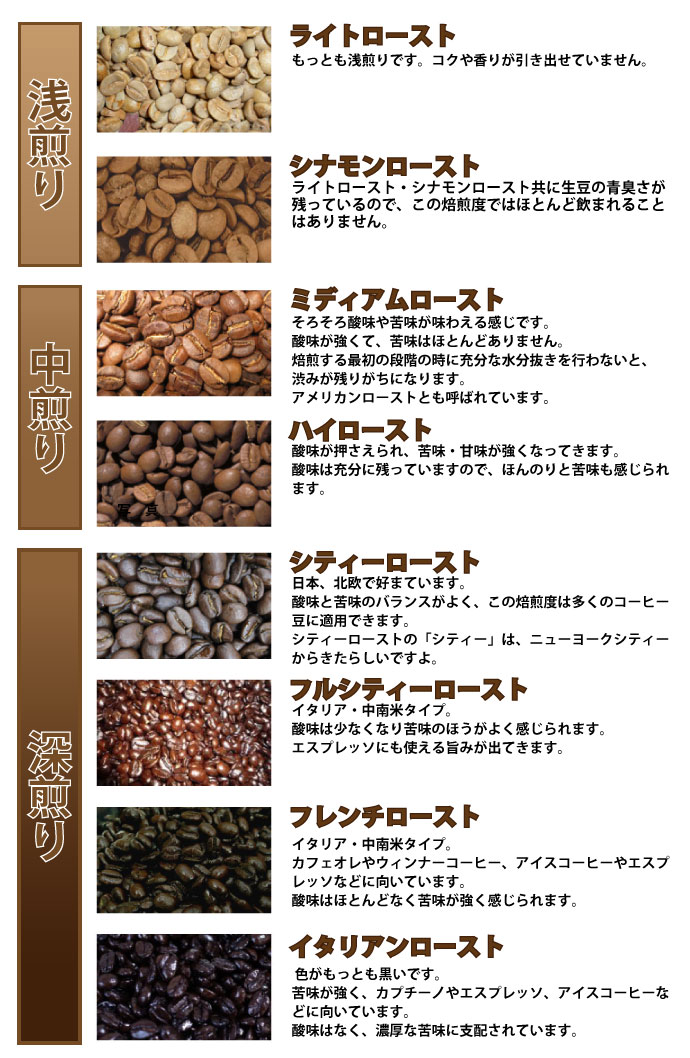 浅煎り
ライトロースト
もっとも浅煎りです。コクや香りが引き出せていません。
シナモンロースト
ライトロースト・シナモンロースト共に生豆の青臭さが
残っているので、この焙煎度ではほとんど飲まれること
はありません。
中煎り
ミディアムロースト
そろそろ酸味や苦味が味わえる感じです。
酸味が強くて、苦味はほとんどありません。
焙煎する最初の段階の時に充分な水分抜きを行わないと、
渋みが残りがちになります。
アメリカンローストとも呼ばれています。
ハイロースト
酸味が押さえられ、苦味・甘味が強くなってきます。
酸味は充分に残っていますので、ほんのりと苦味も感じられ
ます。
写　真
深煎り
シティーロースト
日本、北欧で好まています。
酸味と苦味のバランスがよく、この焙煎度は多くのコーヒー
豆に適用できます。
シティーローストの「シティー」は、ニューヨークシティー
からきたらしいですよ。
フルシティーロースト
イタリア・中南米タイプ。
酸味は少なくなり苦味のほうがよく感じられます。
エスプレッソにも使える旨みが出てきます。
フレンチロースト
イタリア・中南米タイプ。
カフェオレやウィンナーコーヒー、アイスコーヒーやエスプ
レッソなどに向いています。
酸味はほとんどなく苦味が強く感じられます。
イタリアンロースト
色がもっとも黒いです。
苦味が強く、カプチーノやエスプレッソ、アイスコーヒーな
どに向いています。
酸味はなく、濃厚な苦味に支配されています。